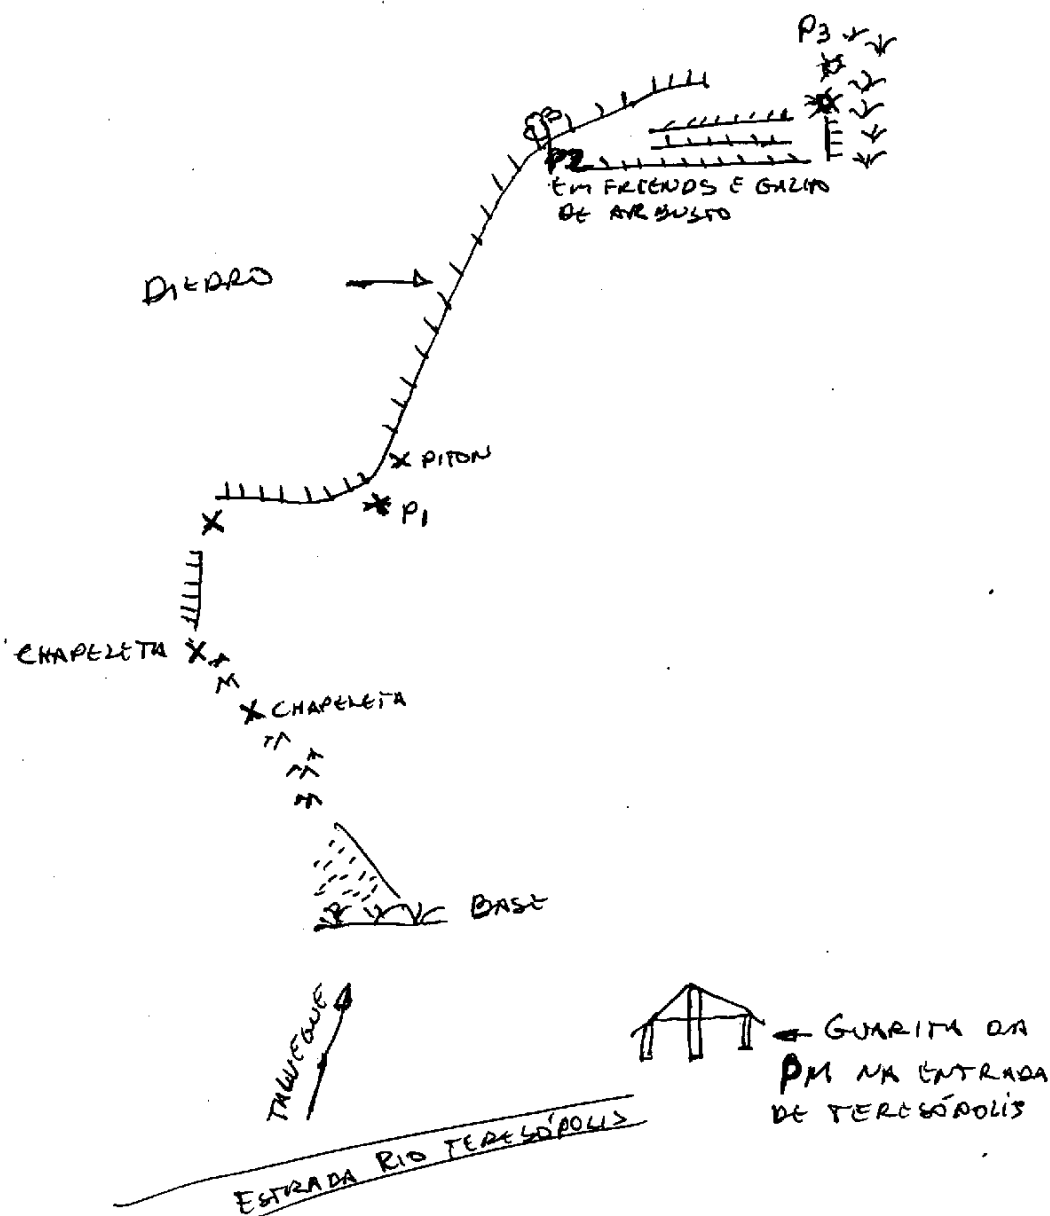 P3
P2
EM FRIENDS E GALHO
DE ARBUSTO
DIEDRO
PITON
P1
CHAPELETA
CHAPELETA
BASE
TALWEGUE
GUARITA DA
PM NA ENTRADA
DE TERESÓPOLIS
ESTRADA RIO TERESÓPOLIS